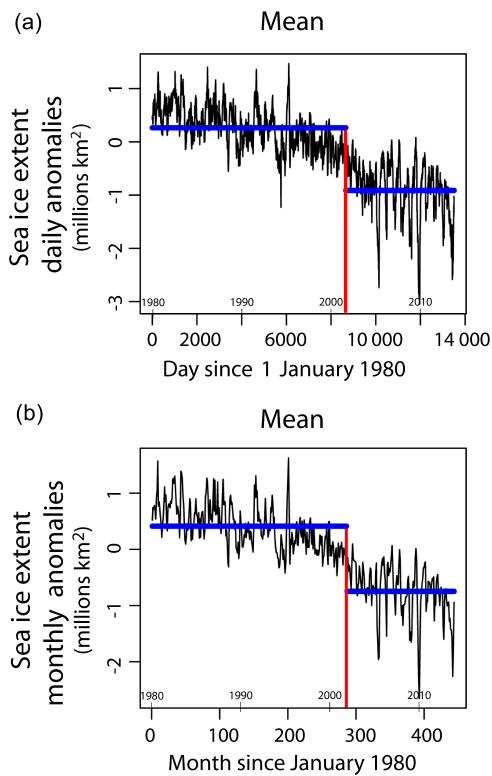 (a)
Mean
Sea ice extent
daily anomalies
(millions km²)
1
0
-1
-2
-3
1980 1990 2000 2010
0 2000 6000 10 000 14 000
Day since 1 January 1980
(b)
Mean
Sea ice extent
monthly anomalies
(millions km²)
1
0
-1
-2
1980 1990 2000 2010
0 100 200 300 400
Month since January 1980